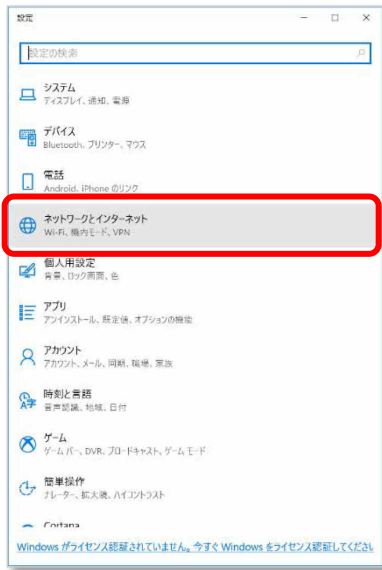 設定
設定の検索
システム
ディスプレイ、通知、電源
デバイス
Bluetooth、プリンター、マウス
電話
Android、iPhone のリンク
ネットワークとインターネット
Wi-Fi、機内モード、VPN
個人用設定
背景、ロック画面、色
アプリ
アンインストール、既定値、オプションの機能
アカウント
アカウント、メール、同期、職場、家族
時刻と言語
音声認識、地域、日付
ゲーム
ゲーム バー、DVR、ブロードキャスト、ゲーム モード
簡単操作
ナレーター、拡大鏡、ハイコントラスト
Cortana
Windows がライセンス認証されていません。今すぐ Windows をライセンス認証してくださ